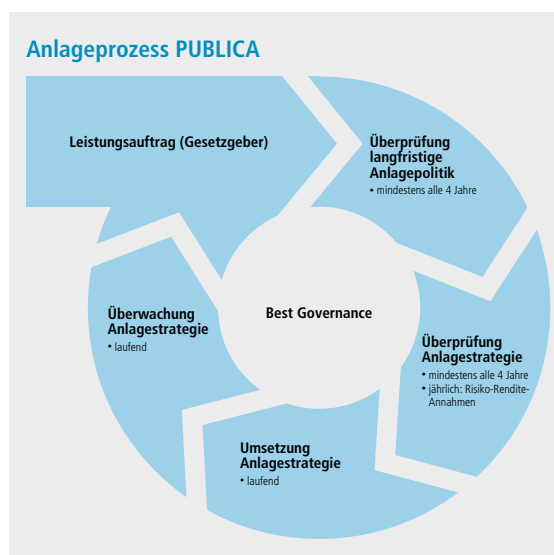 Anlageprozess PUBLICA
Leistungsauftrag (Gesetzgeber)
Überprüfung
langfristige
Anlagepolitik
• mindestens alle 4 Jahre
Überprüfung
Anlagestrategie
• mindestens alle 4 Jahre
• jährlich: Risiko-Rendite-
Annahmen
Umsetzung
Anlagestrategie
• laufend
Überwachung
Anlagestrategie
• laufend
Best Governance